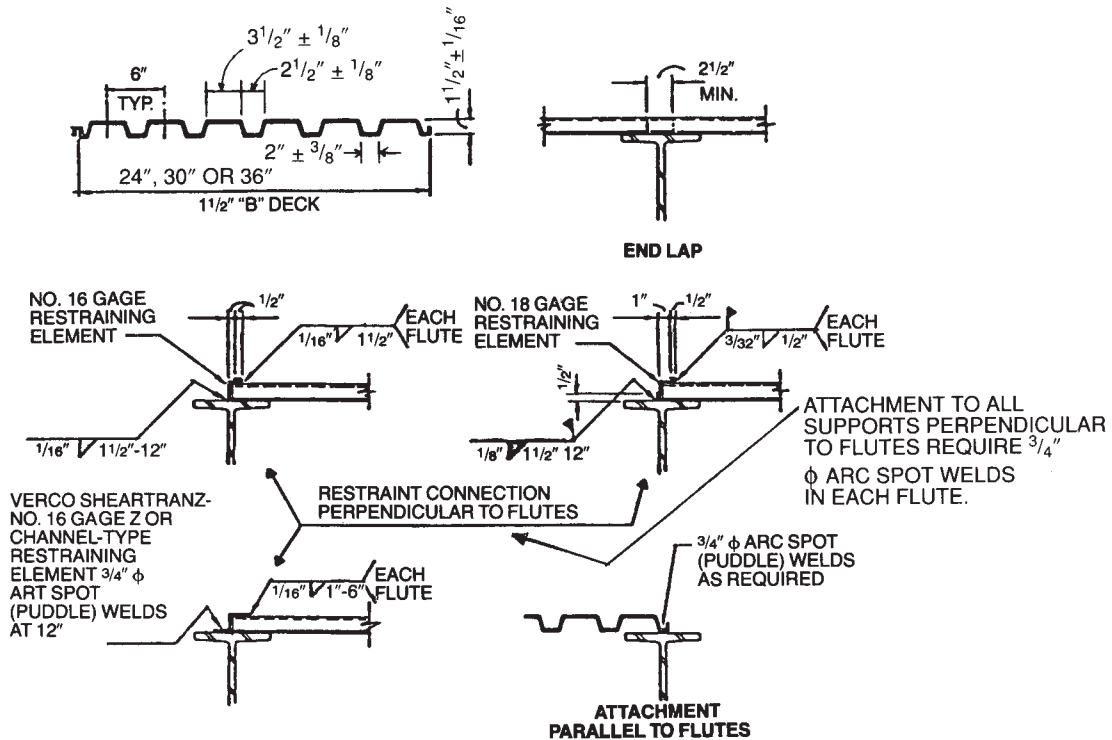 3 1/2" ± 1/8"
2 1/2" ± 1/8"
6"
TYP.
1 1/2" ± 1/16"
2" ± 3/8"
24", 30" OR 36"
1 1/2" "B" DECK
2 1/2"
MIN.
END LAP
NO. 16 GAGE
RESTRAINING
ELEMENT
1/2"
1/16" 1 1/2"
EACH
FLUTE
1/16" 1 1/2"-12"
NO. 18 GAGE
RESTRAINING
ELEMENT
1" 1/2"
3/32" 1/2"
EACH
FLUTE
1/2"
1/8" 1 1/2" 12"
ATTACHMENT TO ALL
SUPPORTS PERPENDICULAR
TO FLUTES REQUIRE 3/4"
ϕ ARC SPOT WELDS
IN EACH FLUTE.
RESTRAINT CONNECTION
PERPENDICULAR TO FLUTES
VERCO SHEARTRANZ-
NO. 16 GAGE Z OR
CHANNEL-TYPE
RESTRAINING
ELEMENT 3/4" ϕ
ART SPOT
(PUDDLE) WELDS
AT 12"
1/16" 1"-6"
EACH
FLUTE
3/4" ϕ ARC SPOT
(PUDDLE) WELDS
AS REQUIRED
ATTACHMENT
PARALLEL TO FLUTES